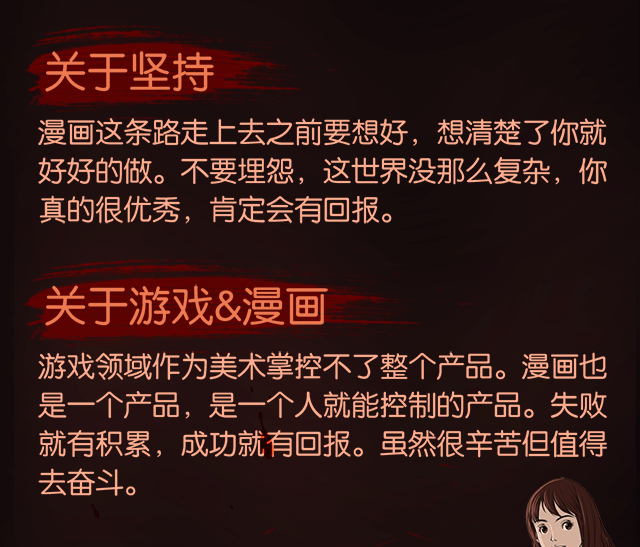 关于坚持
漫画这条路走上去之前要想好，想清楚了你就
好好的做。不要埋怨，这世界没那么复杂，你
真的很优秀，肯定会有回报。
关于游戏&漫画
游戏领域作为美术掌控不了整个产品。漫画也
是一个产品，是一个人就能控制的产品。失败
就有积累，成功就有回报。虽然很辛苦但值得
去奋斗。